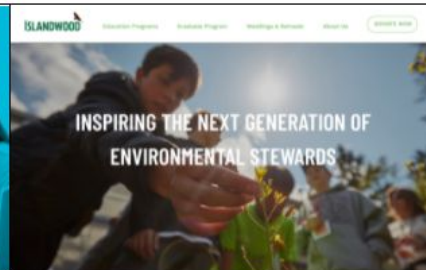 ISLANDWOOD
Education Programs Graduate Program Weddings & Retreats About Us DONATE NOW
INSPIRING THE NEXT GENERATION OF
ENVIRONMENTAL STEWARDS